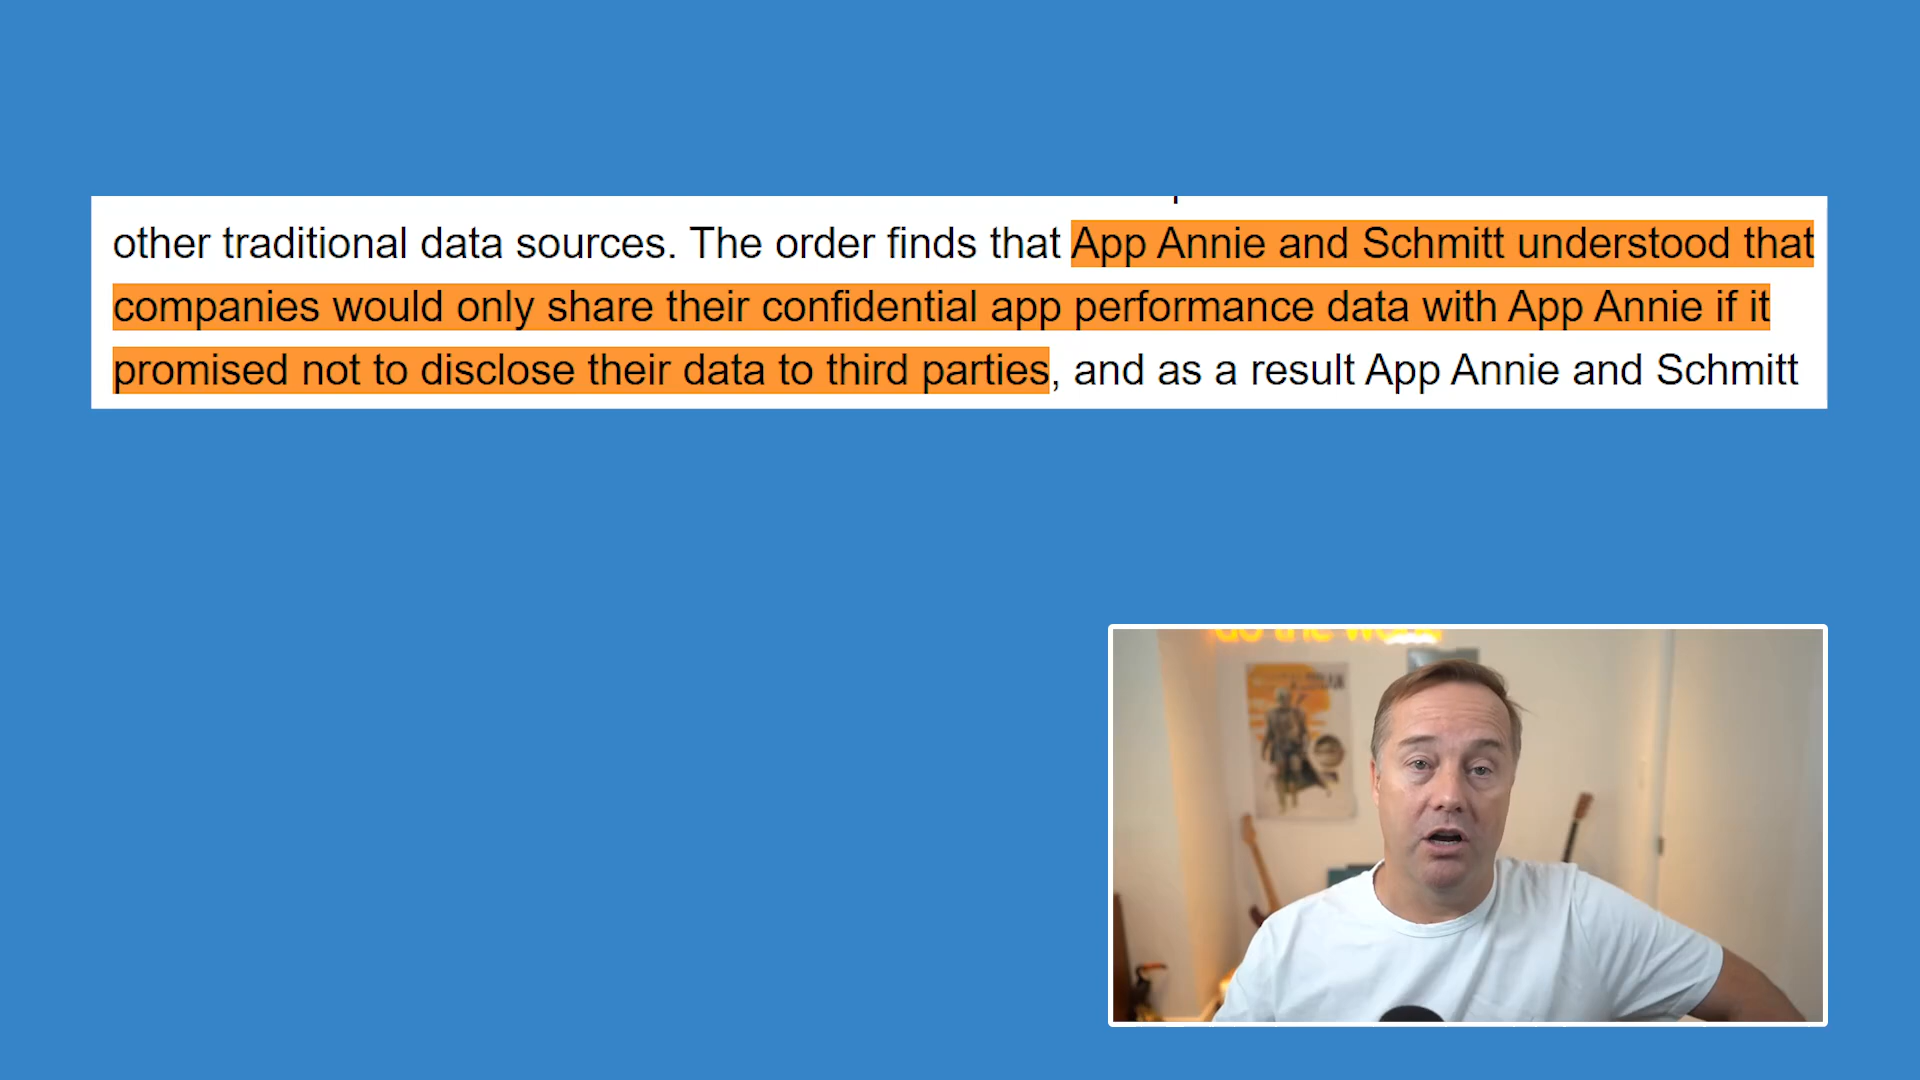 other traditional data sources. The order finds that App Annie and Schmitt understood that
companies would only share their confidential app performance data with App Annie if it
promised not to disclose their data to third parties, and as a result App Annie and Schmitt